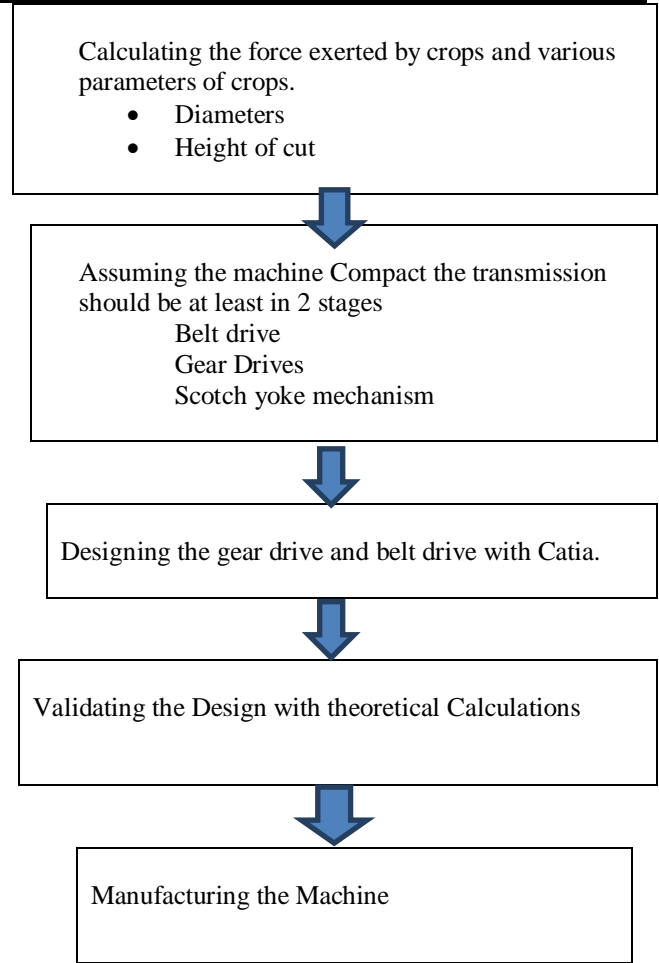 Calculating the force exerted by crops and various
parameters of crops.
• Diameters
• Height of cut
Assuming the machine Compact the transmission
should be at least in 2 stages
Belt drive
Gear Drives
Scotch yoke mechanism
Designing the gear drive and belt drive with Catia.
Validating the Design with theoretical Calculations
Manufacturing the Machine